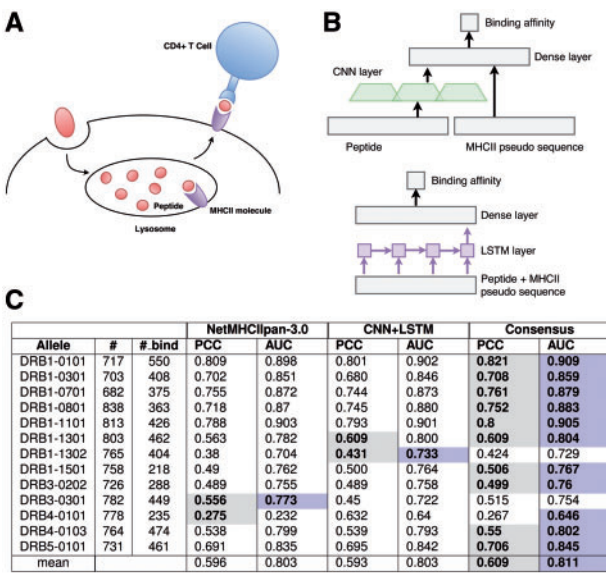 A
CD4+ T Cell
Peptide
MHCII molecule
Lysosome
B
Binding affinity
Dense layer
CNN layer
Peptide
MHCII pseudo sequence
Binding affinity
Dense layer
LSTM layer
Peptide + MHCII
pseudo sequence
C
NetMHCIIpan-3.0 CNN+LSTM Consensus
Allele # #_bind PCC AUC PCC AUC PCC AUC
DRB1-0101 717 550 0.809 0.898 0.801 0.902 0.821 0.909
DRB1-0301 703 408 0.702 0.851 0.680 0.846 0.708 0.859
DRB1-0701 682 375 0.755 0.872 0.744 0.873 0.761 0.879
DRB1-0801 838 363 0.718 0.87 0.745 0.880 0.752 0.883
DRB1-1101 813 426 0.788 0.903 0.793 0.901 0.8 0.905
DRB1-1301 803 462 0.563 0.782 0.609 0.800 0.609 0.804
DRB1-1302 765 404 0.38 0.704 0.431 0.733 0.424 0.729
DRB1-1501 758 218 0.49 0.762 0.500 0.764 0.506 0.767
DRB3-0202 726 288 0.485 0.755 0.489 0.758 0.499 0.76
DRB3-0301 782 449 0.556 0.773 0.45 0.722 0.515 0.754
DRB4-0101 778 235 0.275 0.232 0.632 0.64 0.267 0.646
DRB4-0103 764 474 0.538 0.799 0.539 0.793 0.55 0.802
DRB5-0101 731 461 0.691 0.835 0.695 0.842 0.706 0.845
mean 0.596 0.803 0.593 0.803 0.609 0.811